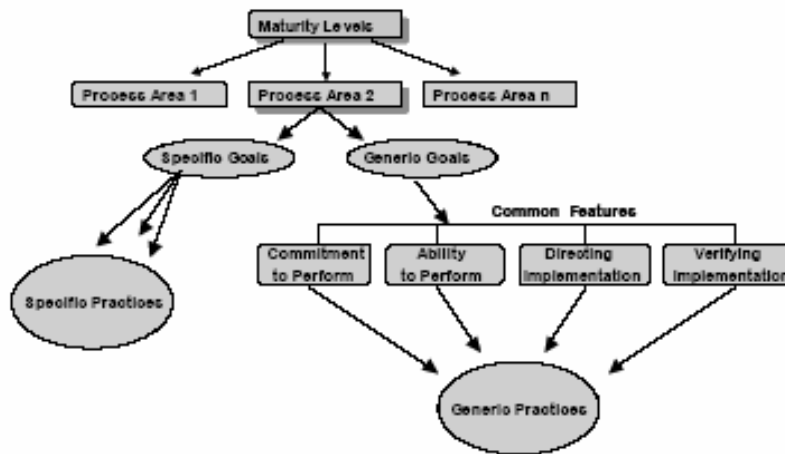 Maturity Levels
Process Area 1
Process Area 2
Process Area n
Specific Goals
Generic Goals
Common Features
Commitment
to Perform
Ability
to Perform
Directing
Implementation
Verifying
Implementation
Specific Practices
Generic Practices